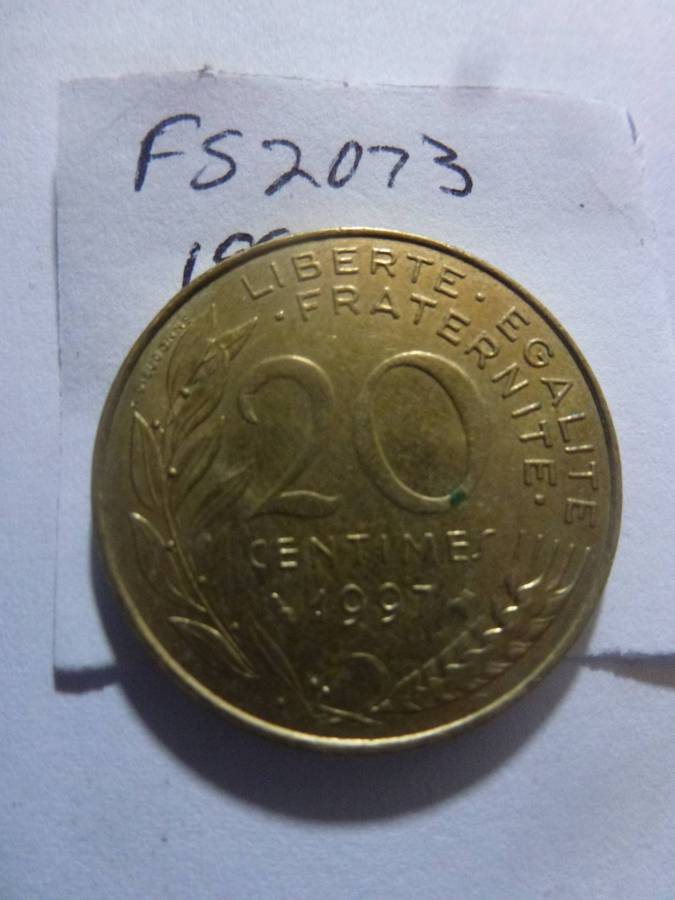 FS2073
LIBERTE · EGALITE
· FRATERNITE ·
20
CENTIMES
1997